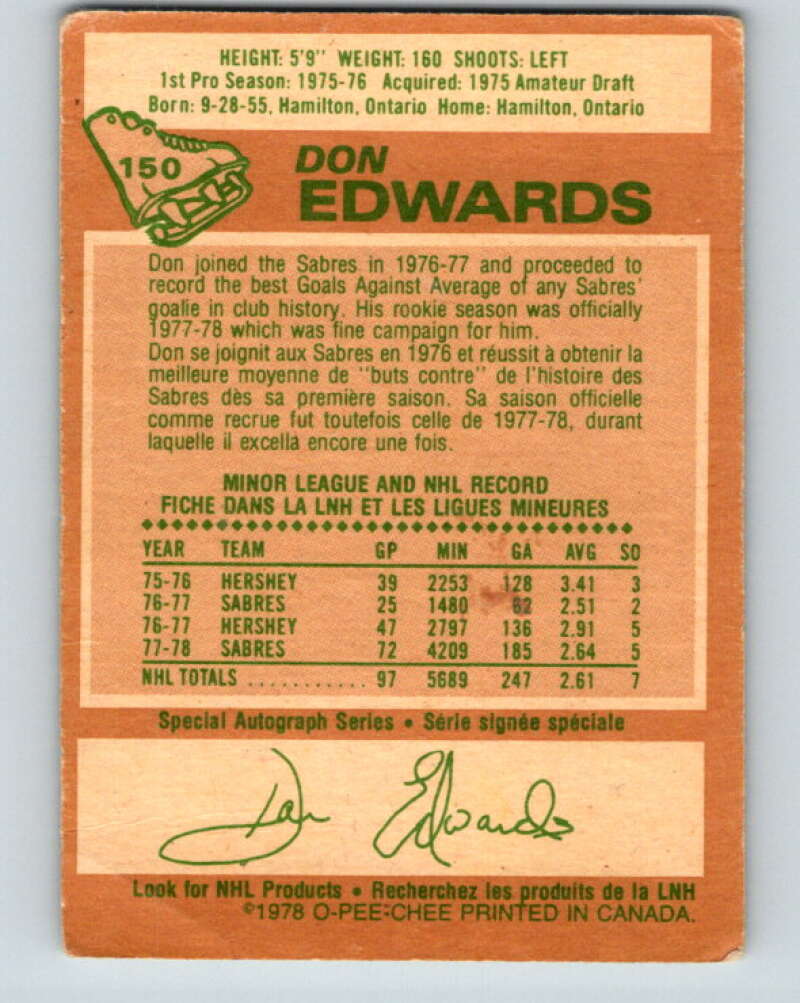 HEIGHT: 5'9" WEIGHT: 160 SHOOTS: LEFT
1st Pro Season: 1975-76 Acquired: 1975 Amateur Draft
Born: 9-28-55, Hamilton, Ontario Home: Hamilton, Ontario
150
DON
EDWARDS
Don joined the Sabres in 1976-77 and proceeded to
record the best Goals Against Average of any Sabres'
goalie in club history. His rookie season was officially
1977-78 which was fine campaign for him.
Don se joignit aux Sabres en 1976 et réussit à obtenir la
meilleure moyenne de "buts contre" de l'histoire des
Sabres dès sa première saison. Sa saison officielle
comme recrue fut toutefois celle de 1977-78, durant
laquelle il excella encore une fois.
MINOR LEAGUE AND NHL RECORD
FICHE DANS LA LNH ET LES LIGUES MINEURES
YEAR TEAM GP MIN GA AVG SO
75-76 HERSHEY 39 2253 128 3.41 3
76-77 SABRES 25 1480 62 2.51 2
76-77 HERSHEY 47 2797 136 2.91 5
77-78 SABRES 72 4209 185 2.64 5
NHL TOTALS ........... 97 5689 247 2.61 7
Special Autograph Series • Série signée spéciale
Don Edwards
Look for NHL Products • Recherchez les produits de la LNH
©1978 O-PEE-CHEE PRINTED IN CANADA.